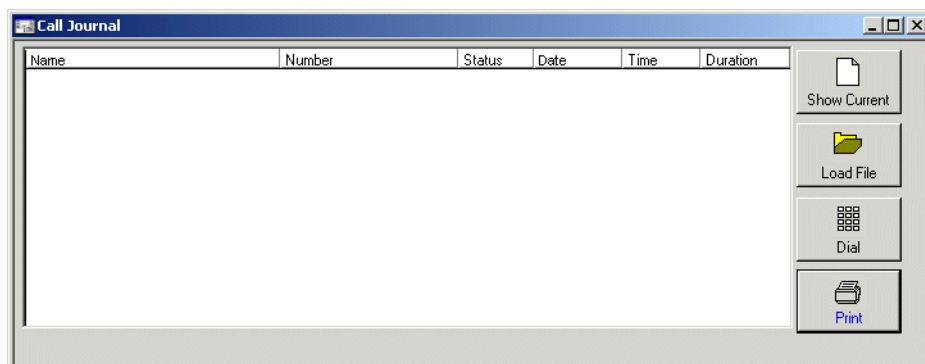 Call Journal
Name Number Status Date Time Duration
Show Current
Load File
Dial
Print